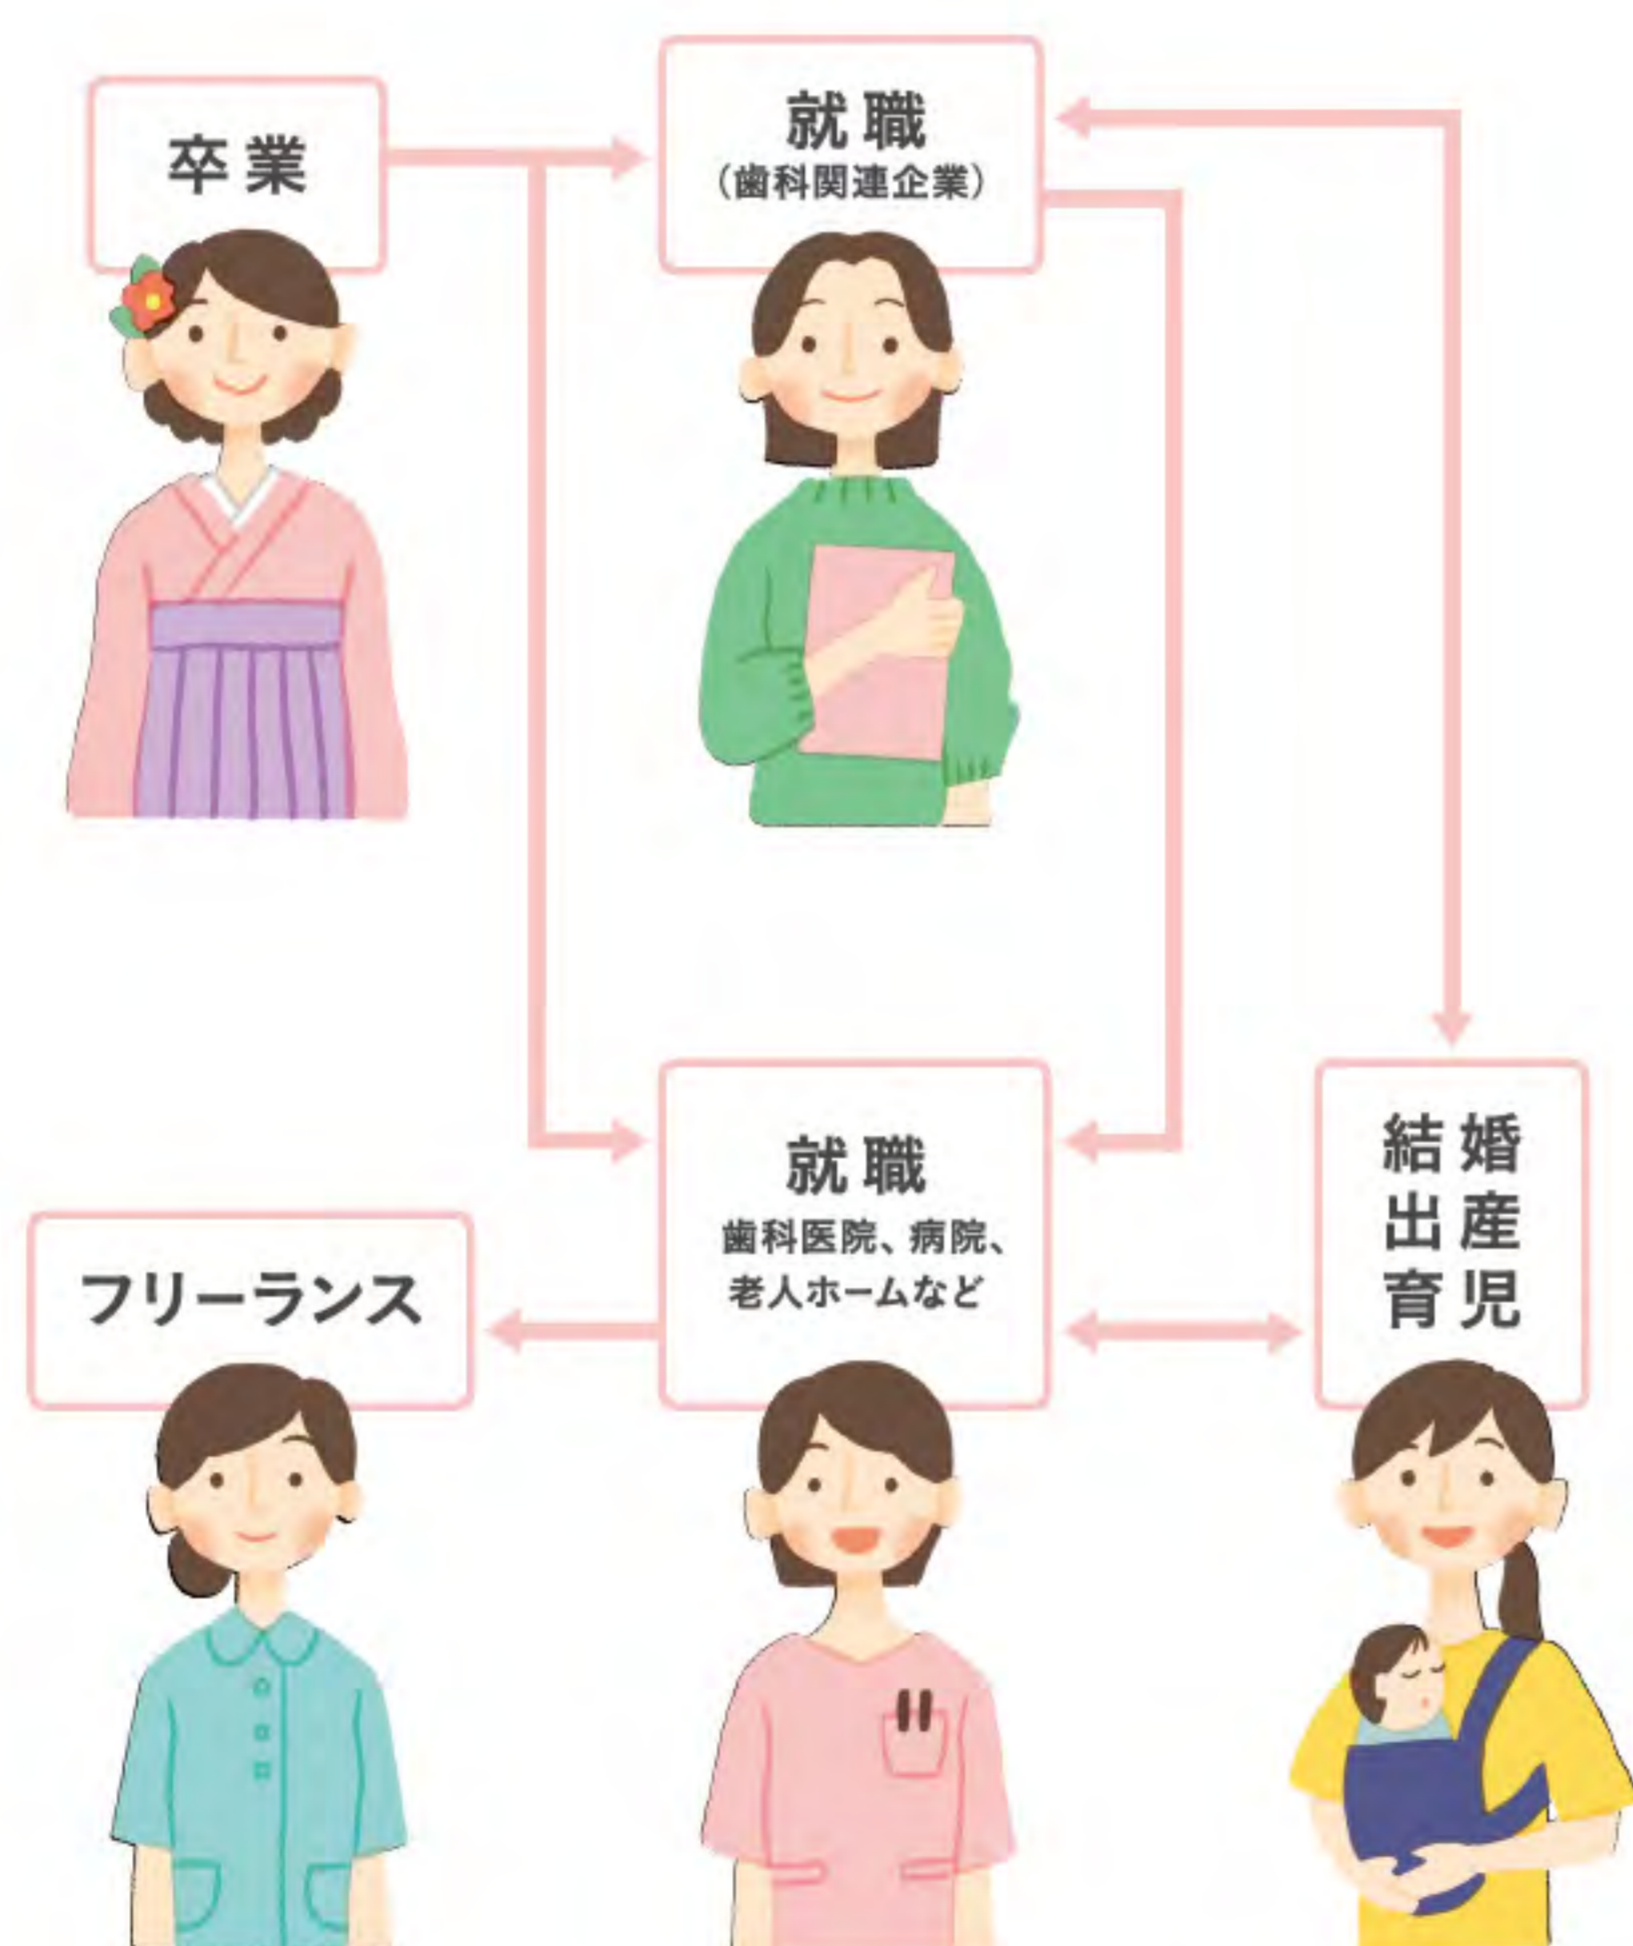 卒業
就職
（歯科関連企業）
就職
歯科医院、病院、
老人ホームなど
結婚
出産
育児
フリーランス